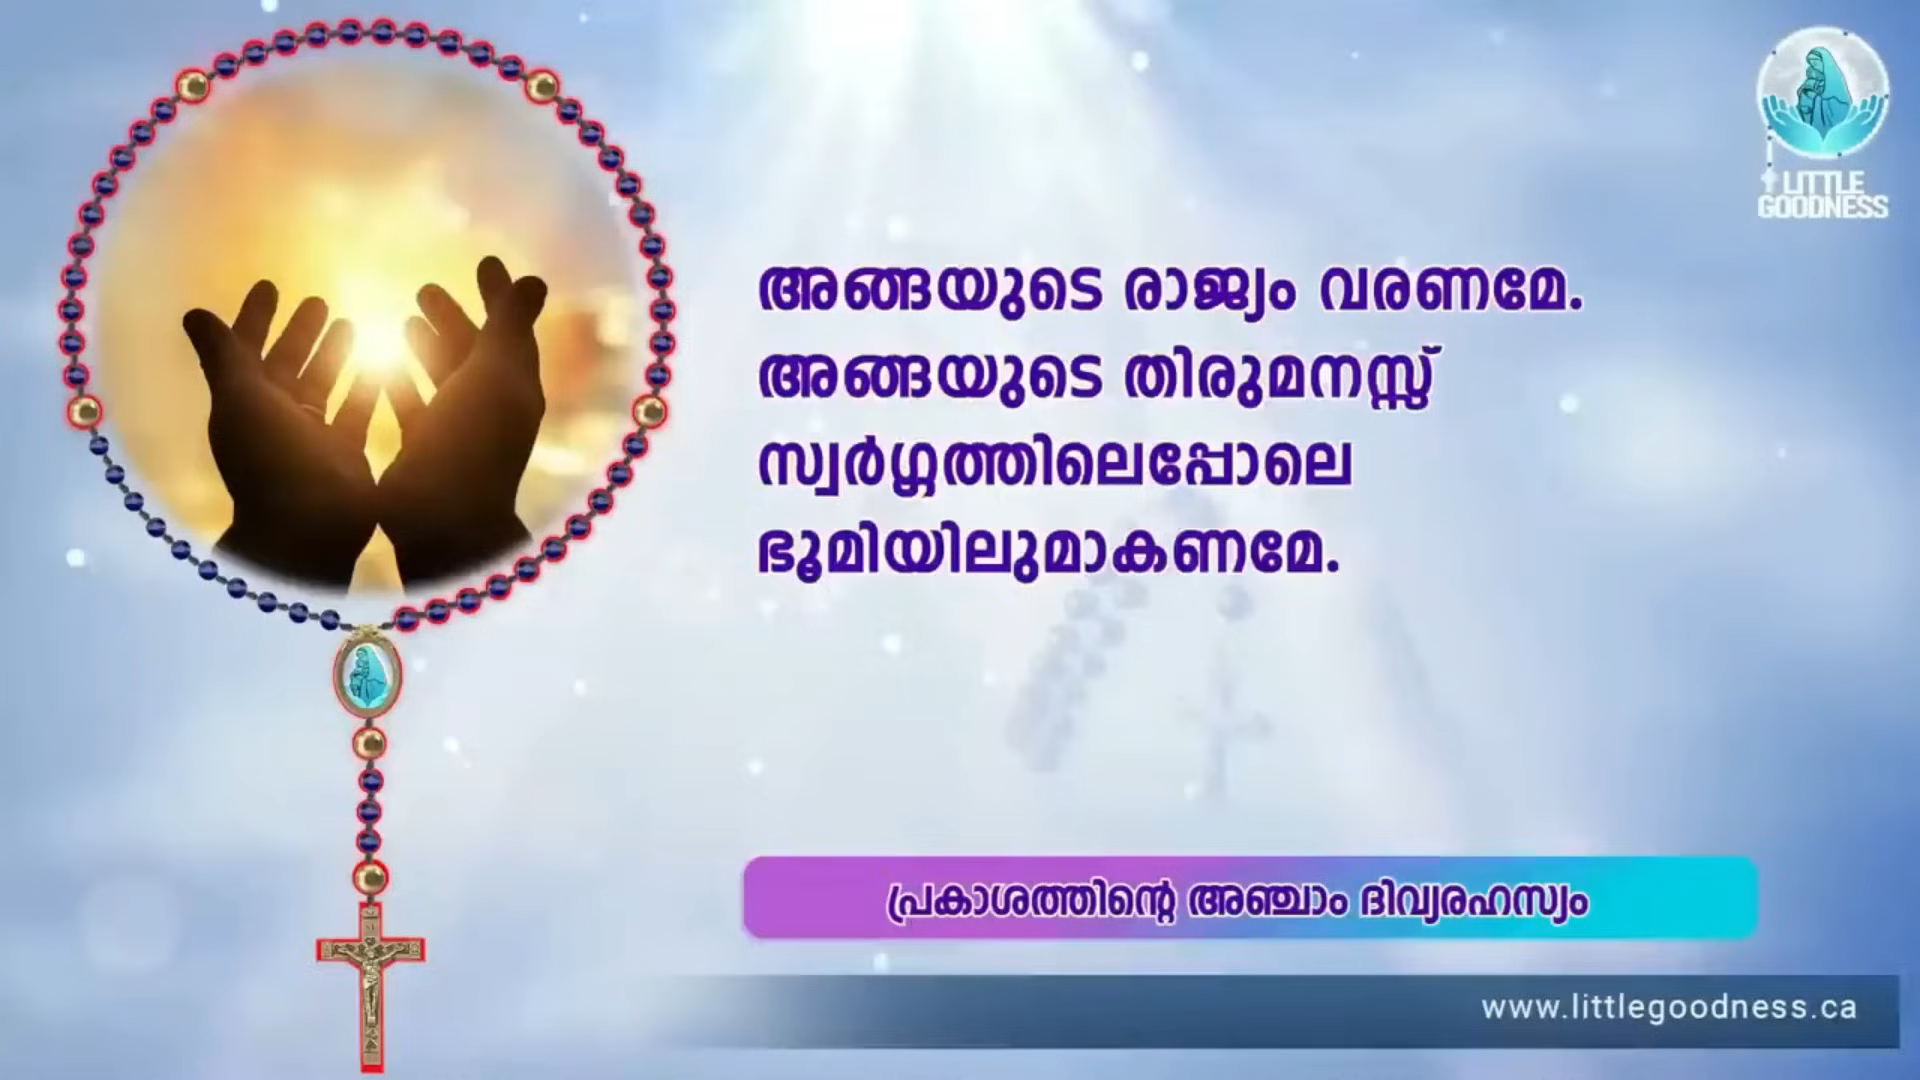 LITTLE
GOODNESS
അങ്ങയുടെ രാജ്യം വരണമേ.
അങ്ങയുടെ തിരുമനസ്സ്
സ്വർഗ്ഗത്തിലെപ്പോലെ
ഭൂമിയിലുമാകണമേ.
പ്രകാശത്തിന്റെ അഞ്ചാം ദിവ്യരഹസ്യം
www.littlegoodness.ca